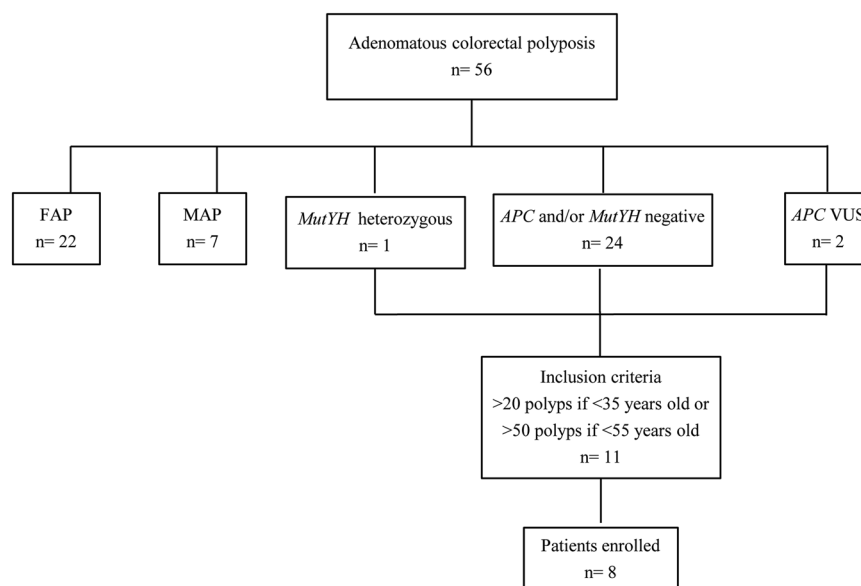 Adenomatous colorectal polyposis
n= 56
FAP
n= 22
MAP
n= 7
MutYH heterozygous
n= 1
APC and/or MutYH negative
n= 24
APC VUS
n= 2
Inclusion criteria
>20 polyps if <35 years old or
>50 polyps if <55 years old
n= 11
Patients enrolled
n= 8